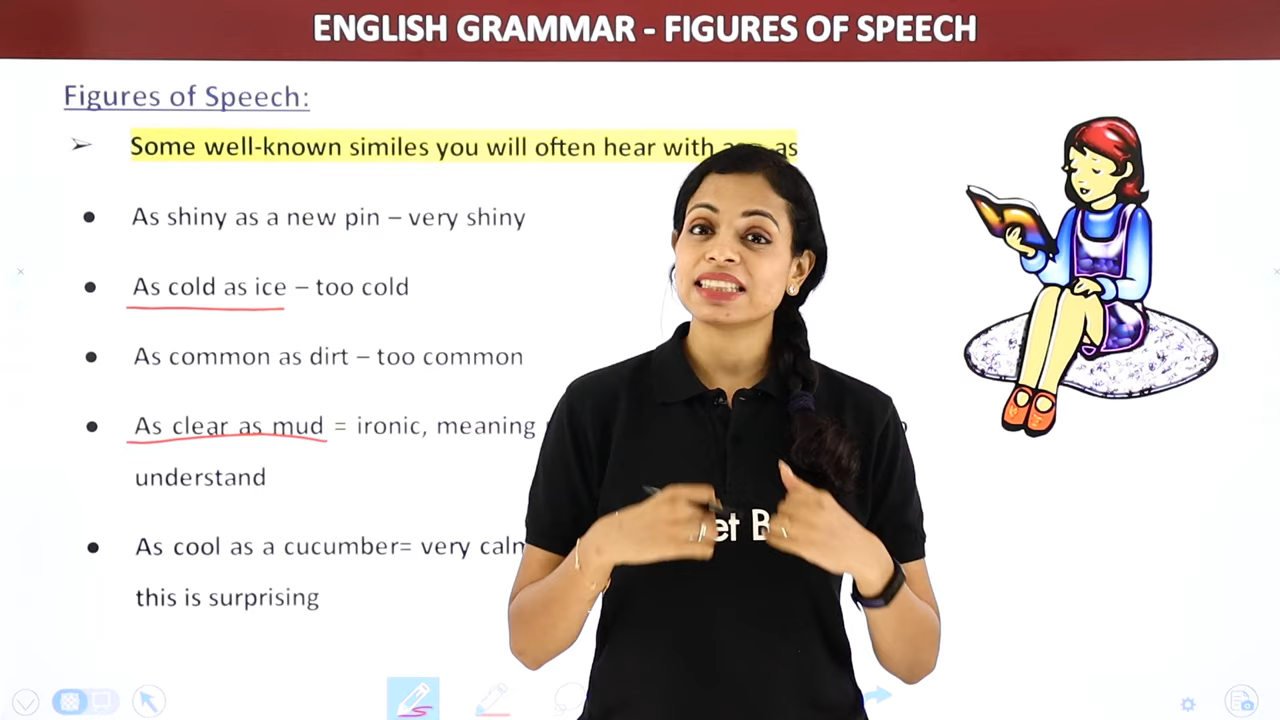 ENGLISH GRAMMAR - FIGURES OF SPEECH
Figures of Speech:
➢ Some well-known similes you will often hear with as
● As shiny as a new pin – very shiny
● As cold as ice – too cold
● As common as dirt – too common
● As clear as mud = ironic, meaning
understand
● As cool as a cucumber= very
this is surprising
et B